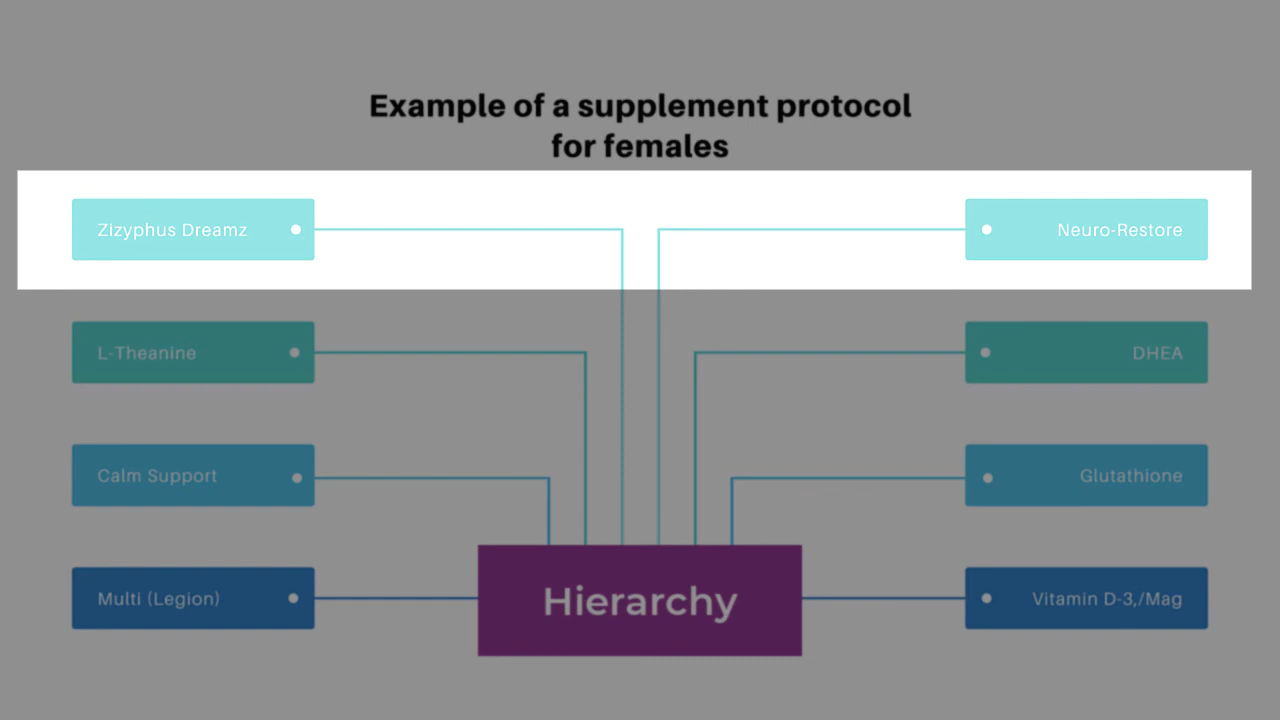 Example of a supplement protocol
for females
Zizyphus Dreamz
Neuro-Restore
L-Theanine
DHEA
Calm Support
Glutathione
Multi (Legion)
Hierarchy
Vitamin D-3,/Mag